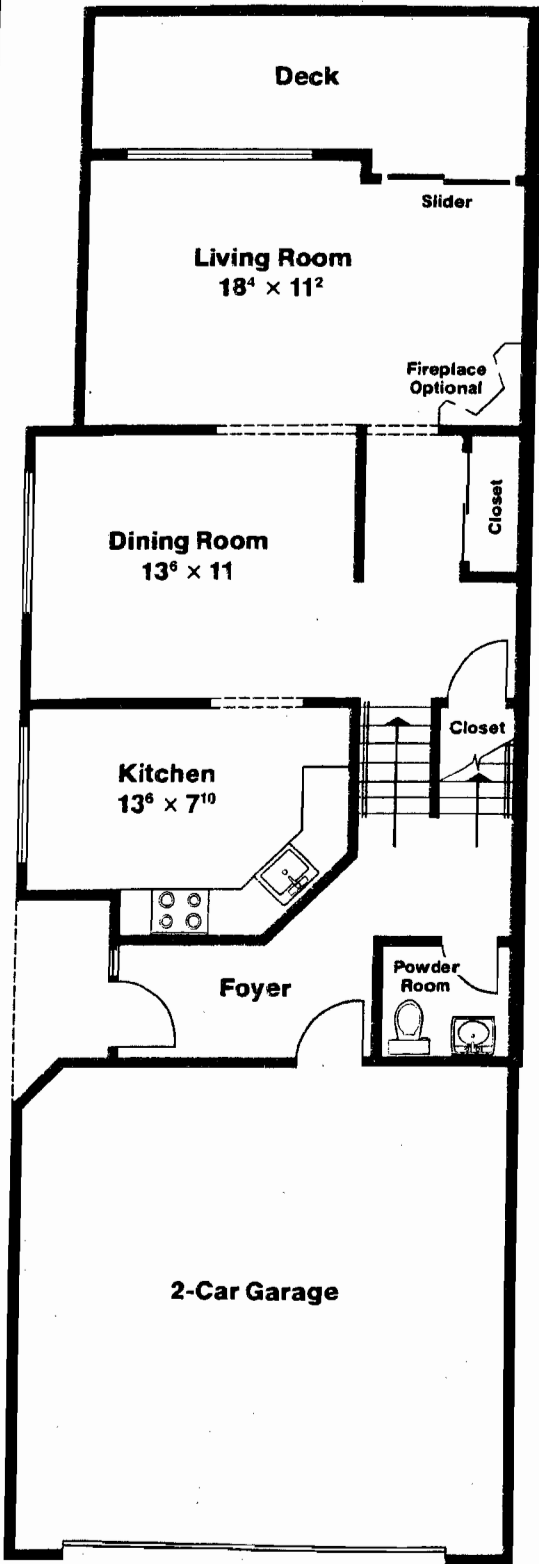 Deck
Slider
Living Room
18⁴ × 11²
Fireplace
Optional
Closet
Dining Room
13⁶ × 11
Closet
Kitchen
13⁶ × 7¹⁰
Powder
Room
Foyer
2-Car Garage